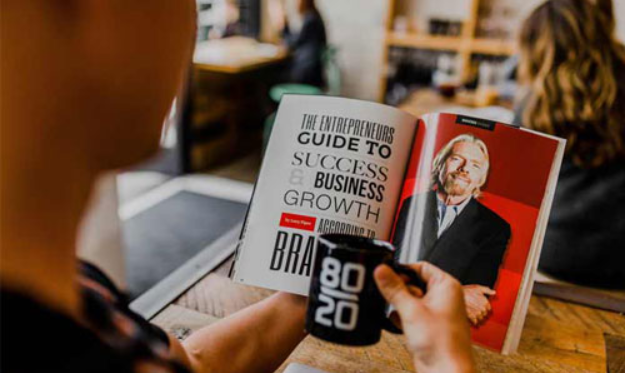 THE ENTREPRENEURS
GUIDE TO
SUCCESS
& BUSINESS
GROWTH
ACCORDING TO
BRA
80
20